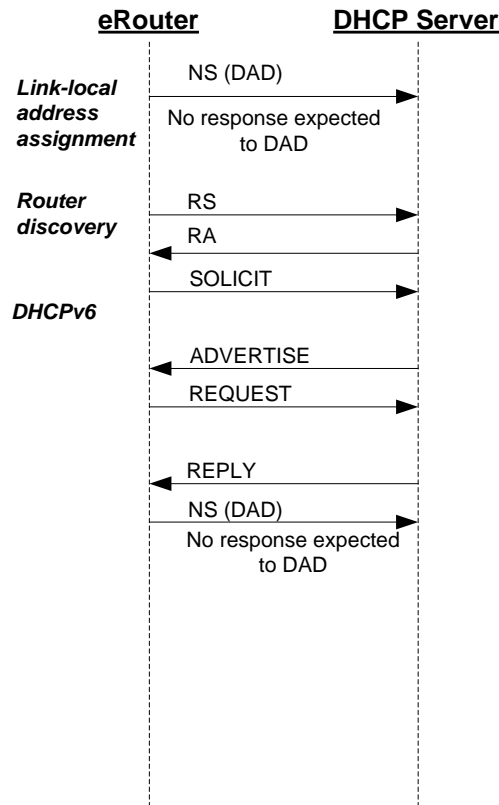 eRouter
DHCP Server
NS (DAD)
Link-local
address
assignment
No response expected
to DAD
Router
discovery
RS
RA
SOLICIT
DHCPv6
ADVERTISE
REQUEST
REPLY
NS (DAD)
No response expected
to DAD